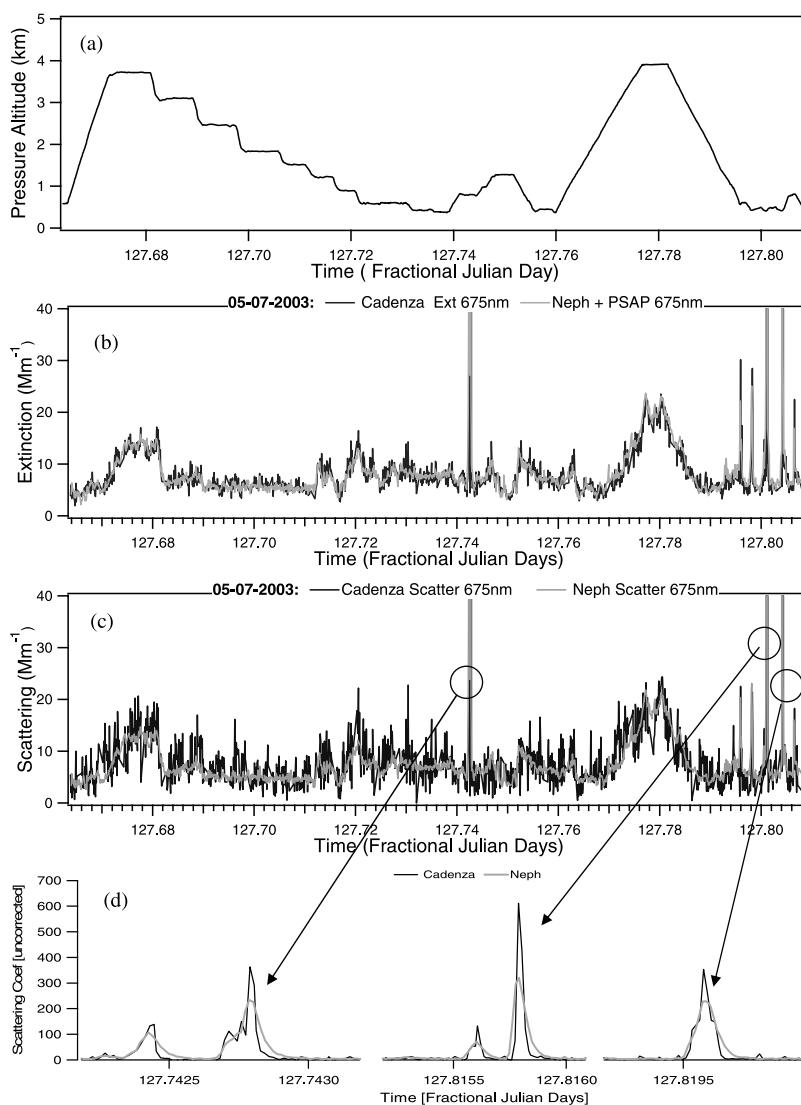 (a)
Pressure Altitude (km)
5
4
3
2
1
0
127.68 127.70 127.72 127.74 127.76 127.78 127.80
Time ( Fractional Julian Day)
05-07-2003: Cadenza Ext 675nm Neph + PSAP 675nm
(b)
Extinction (Mm-1)
40
30
20
10
0
127.68 127.70 127.72 127.74 127.76 127.78 127.80
Time (Fractional Julian Days)
05-07-2003: Cadenza Scatter 675nm Neph Scatter 675nm
(c)
Scattering (Mm-1)
40
30
20
10
0
127.68 127.70 127.72 127.74 127.76 127.78 127.80
Time (Fractional Julian Days)
(d)
Cadenza Neph
Scattering Coef [uncorrected]
700
600
500
400
300
200
100
0
127.7425 127.7430 127.8155 127.8160 127.8195
Time [Fractional Julian Days]